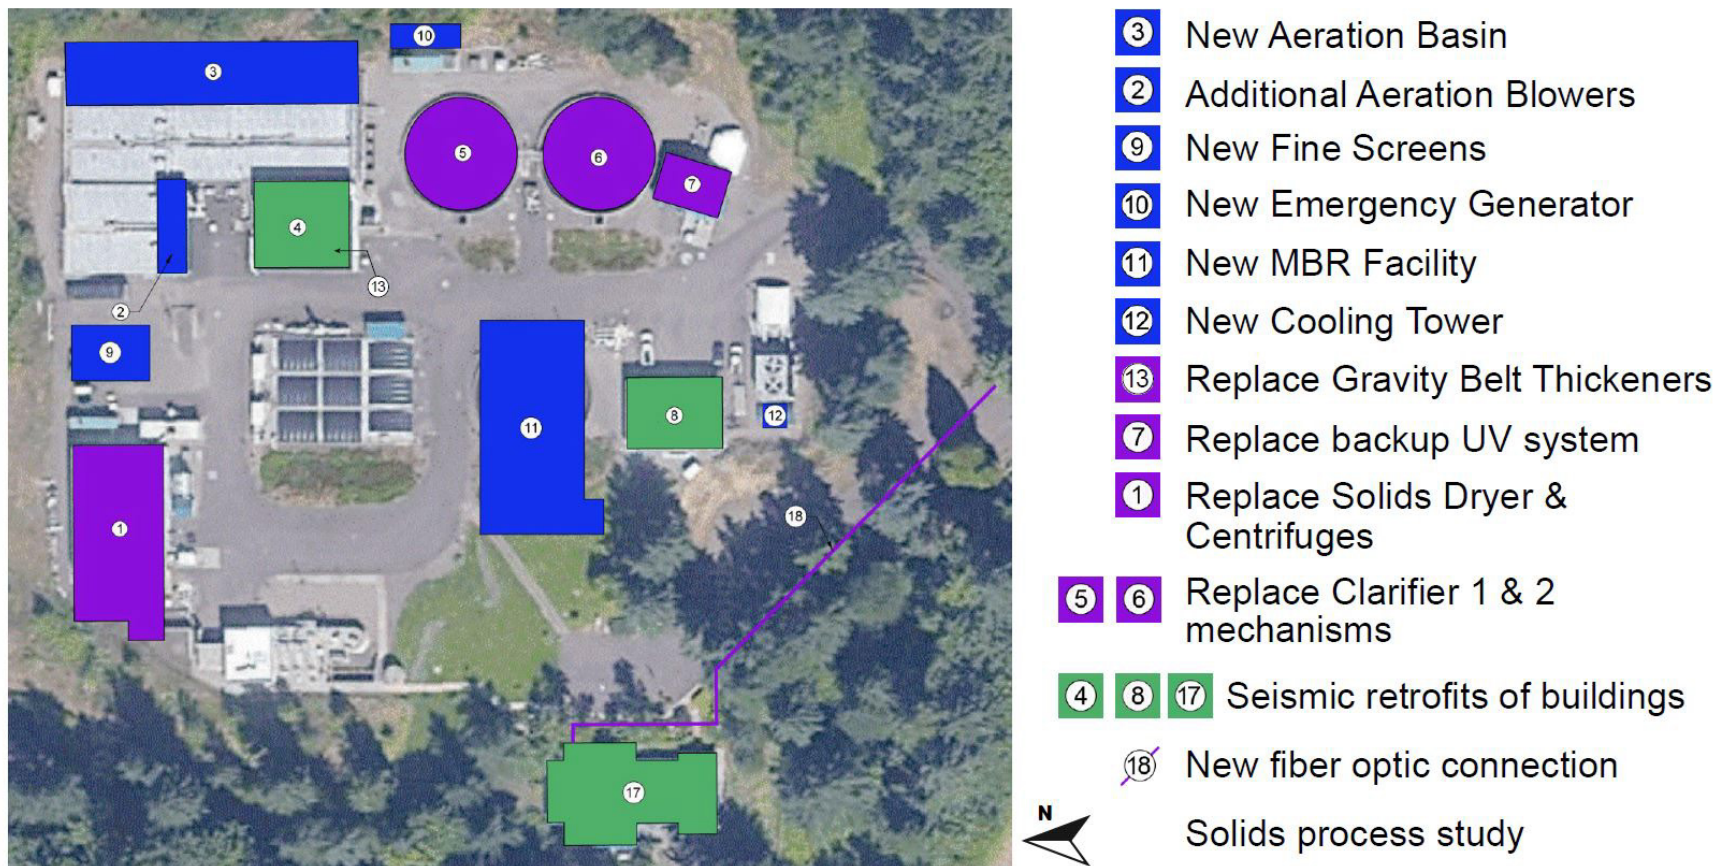 10
3
5
6
7
4
13
2
9
8
12
11
1
18
17
3 New Aeration Basin
2 Additional Aeration Blowers
9 New Fine Screens
10 New Emergency Generator
11 New MBR Facility
12 New Cooling Tower
13 Replace Gravity Belt Thickeners
7 Replace backup UV system
1 Replace Solids Dryer &
Centrifuges
5 6 Replace Clarifier 1 & 2
mechanisms
4 8 17 Seismic retrofits of buildings
18 New fiber optic connection
N
Solids process study